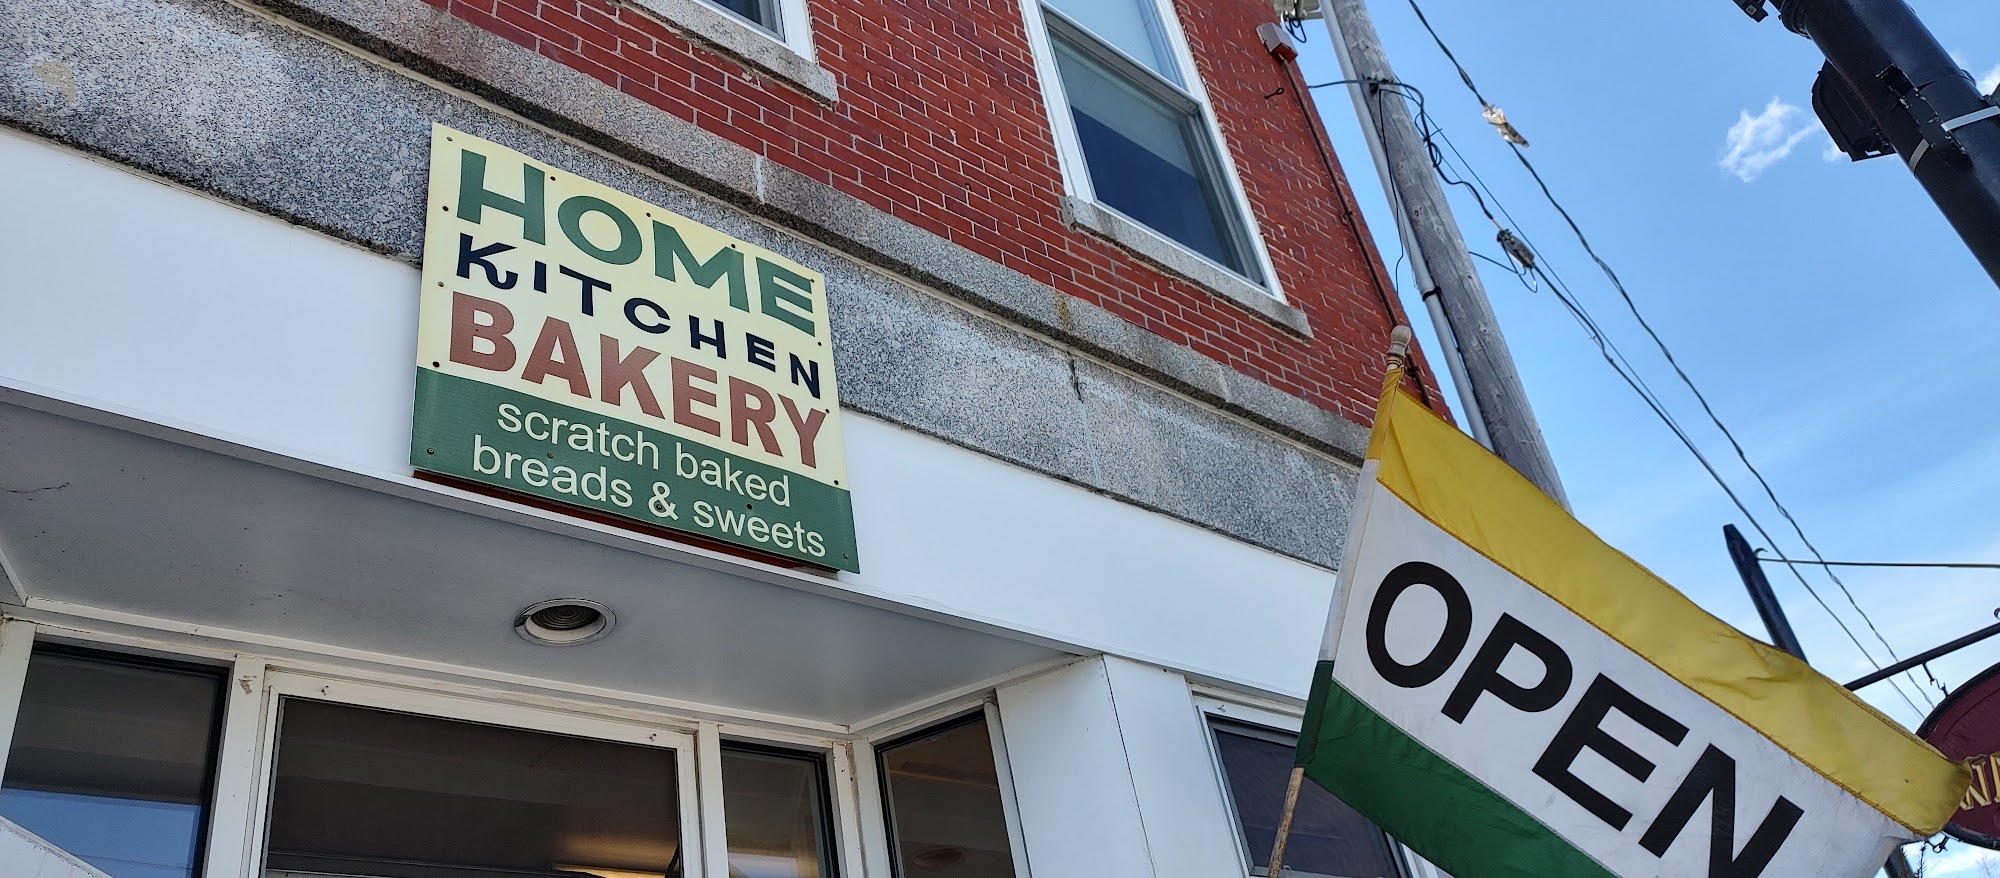 HOME
KITCHEN
BAKERY
scratch baked
breads & sweets
OPEN